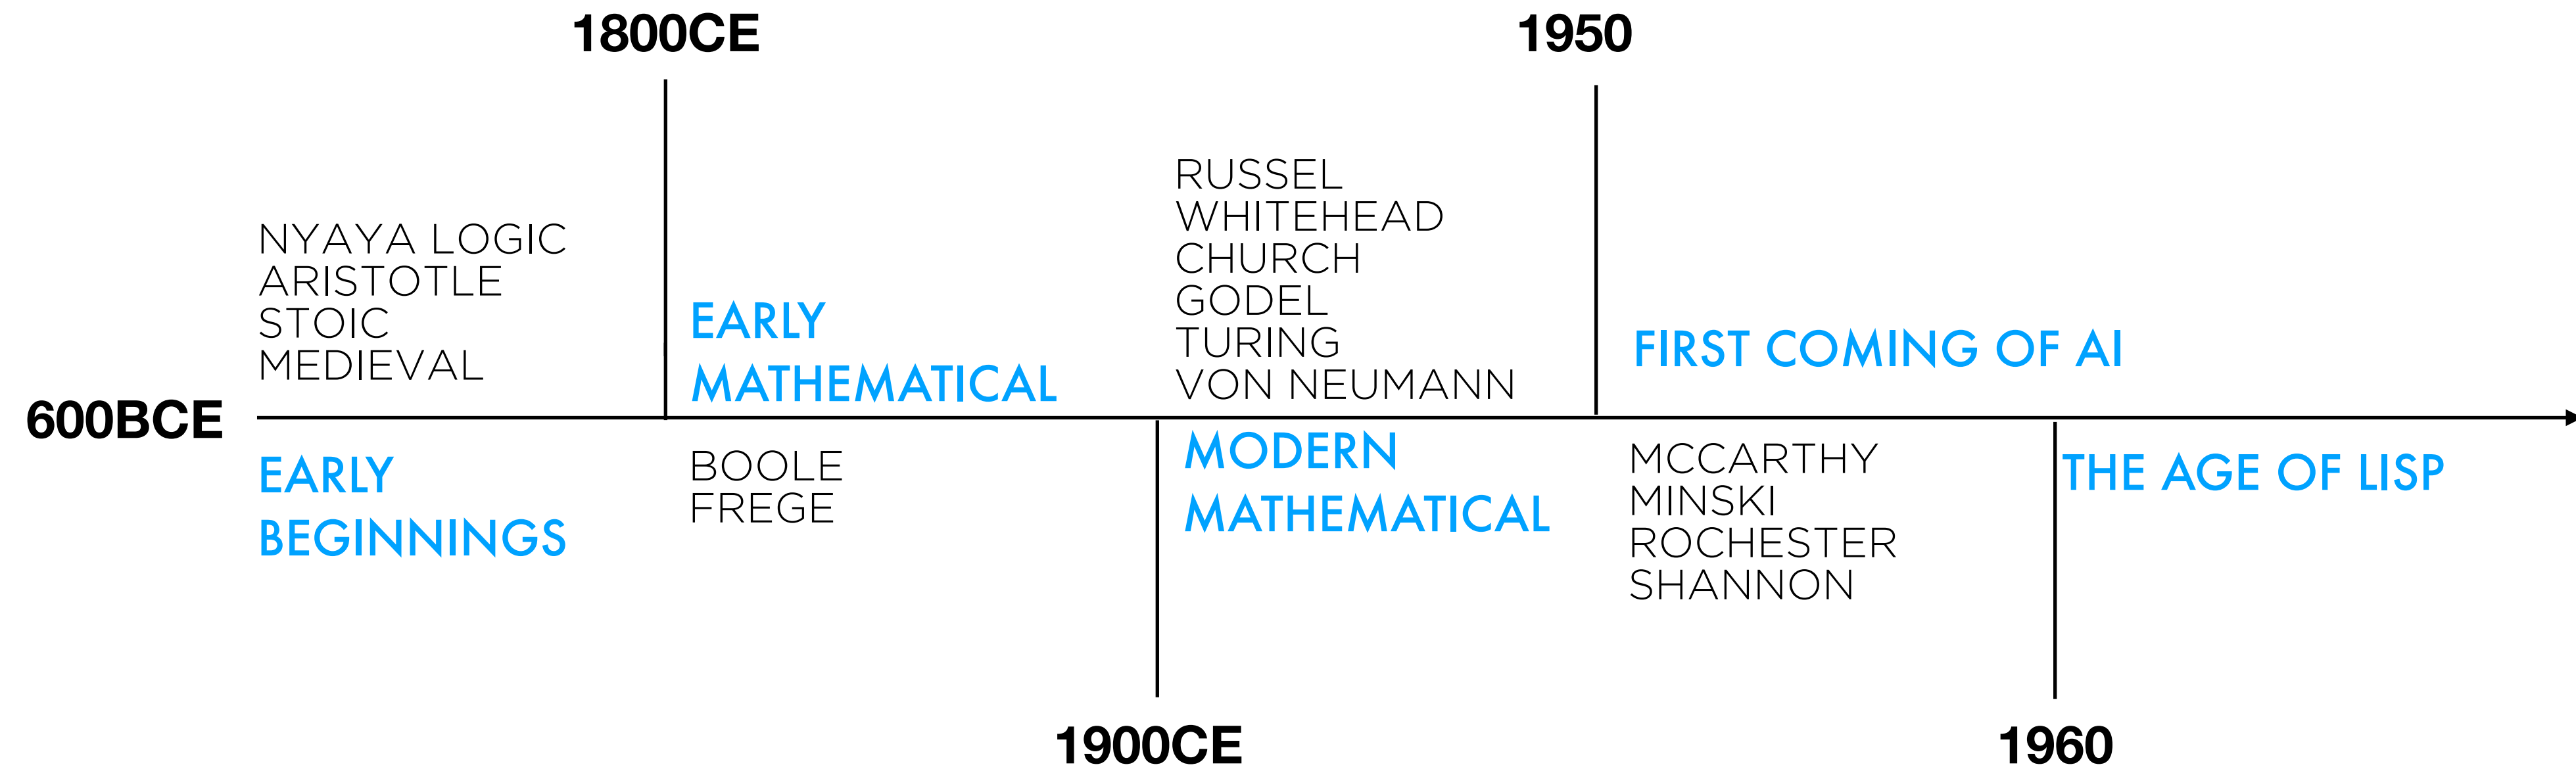 1800CE
1950
NYAYA LOGIC
ARISTOTLE
STOIC
MEDIEVAL
EARLY
MATHEMATICAL
RUSSEL
WHITEHEAD
CHURCH
GODEL
TURING
VON NEUMANN
FIRST COMING OF AI
600BCE
EARLY
BEGINNINGS
BOOLE
FREGE
MODERN
MATHEMATICAL
MCCARTHY
MINSKI
ROCHESTER
SHANNON
THE AGE OF LISP
1900CE
1960